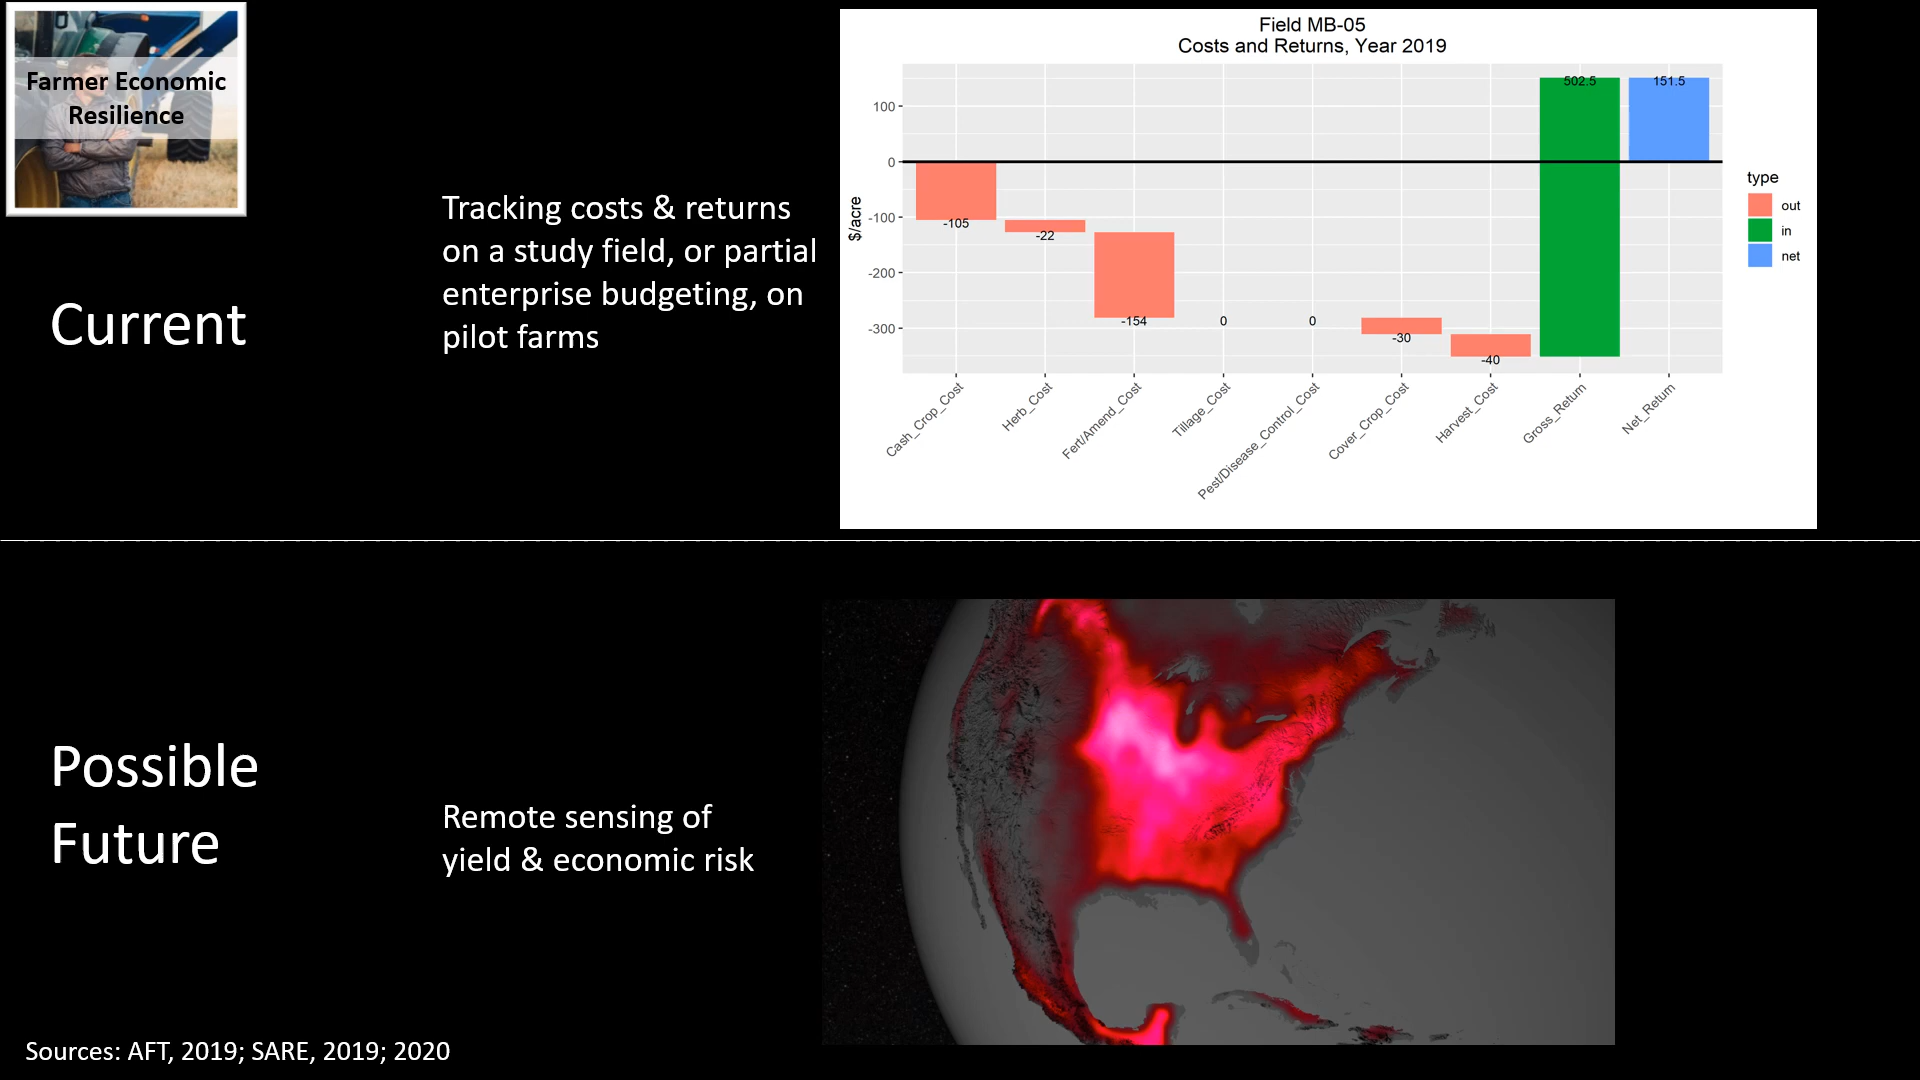 Farmer Economic
Resilience
Current
Tracking costs & returns
on a study field, or partial
enterprise budgeting, on
pilot farms
Field MB-05
Costs and Returns, Year 2019
$/acre
100
0
-100
-200
-300
-105
-22
-154
0
0
-30
-40
502.5
151.5
Cash_Crop_Cost
Herb_Cost
Fert/Amend_Cost
Tillage_Cost
Pest/Disease_Control_Cost
Cover_Crop_Cost
Harvest_Cost
Gross_Return
Net_Return
type
out
in
net
Possible
Future
Remote sensing of
yield & economic risk
Sources: AFT, 2019; SARE, 2019; 2020